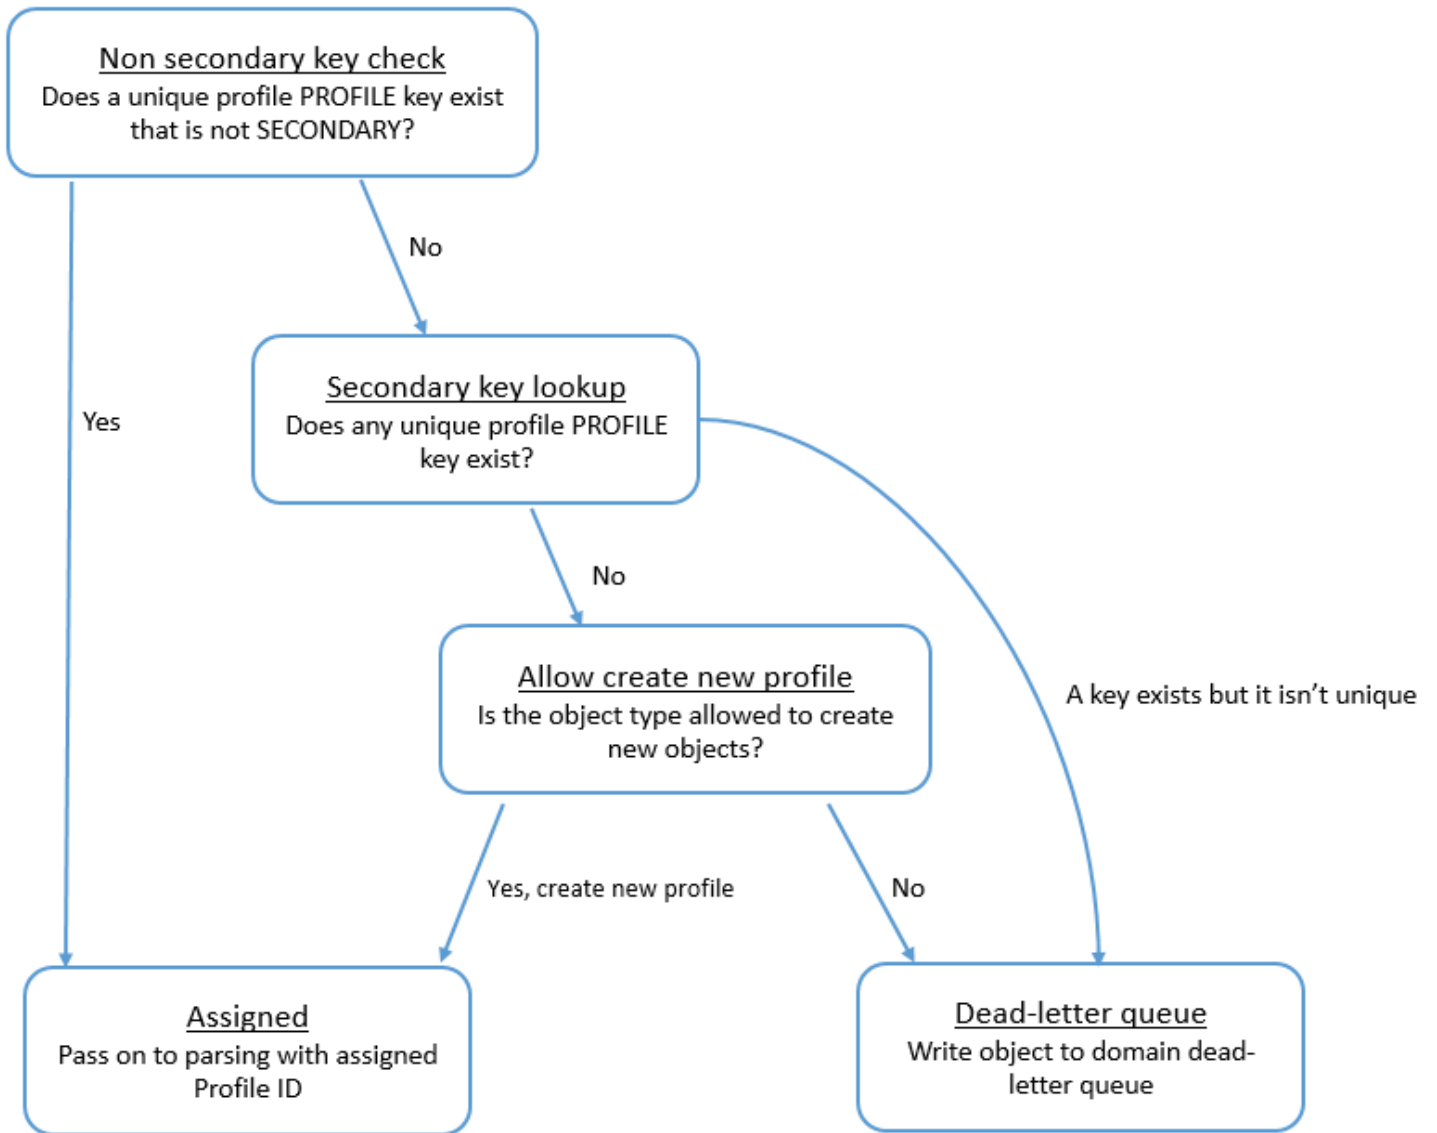 Non secondary key check
Does a unique profile PROFILE key exist
that is not SECONDARY?
No
Yes
Secondary key lookup
Does any unique profile PROFILE
key exist?
No
Allow create new profile
Is the object type allowed to create
new objects?
A key exists but it isn’t unique
Yes, create new profile
No
Assigned
Pass on to parsing with assigned
Profile ID
Dead-letter queue
Write object to domain dead-
letter queue